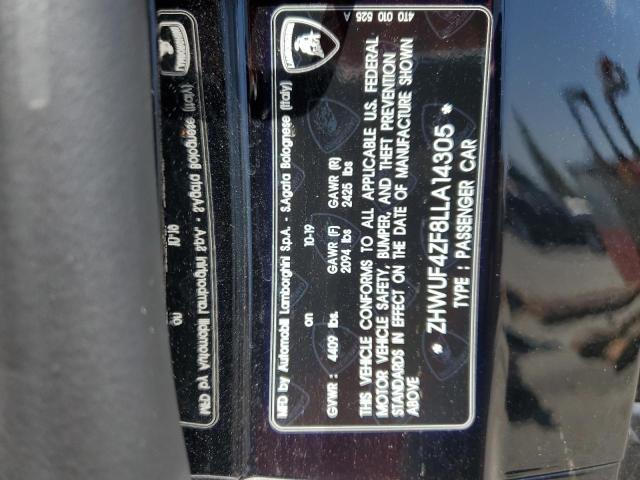 4T0 010 525 A
LAMBORGHINI
MFD by Automobili Lamborghini S.p.A. - S.Agata Bolognese (Italy)
on 10-19
GVWR : 4409 lbs. GAWR (F) GAWR (R)
2094 lbs 2425 lbs
THIS VEHICLE CONFORMS TO ALL APPLICABLE U.S. FEDERAL
MOTOR VEHICLE SAFETY, BUMPER, AND THEFT PREVENTION
STANDARDS IN EFFECT ON THE DATE OF MANUFACTURE SHOWN
ABOVE
* ZHWUF4ZF8LLA14305 *
TYPE : PASSENGER CAR